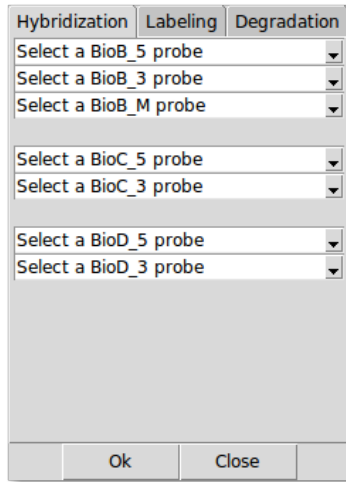 Hybridization Labeling Degradation
Select a BioB_5 probe
Select a BioB_3 probe
Select a BioB_M probe
Select a BioC_5 probe
Select a BioC_3 probe
Select a BioD_5 probe
Select a BioD_3 probe
Ok Close